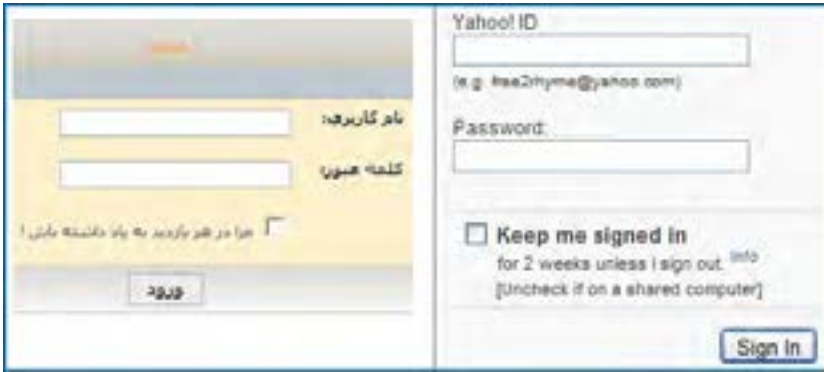 نام کاربری:
کلمه عبور:
مرا در هر بازدید به یاد داشته باش !
ورود
Yahoo! ID
(e.g. free2rhyme@yahoo.com)
Password:
Keep me signed in
for 2 weeks unless I sign out. Info
[Uncheck if on a shared computer]
Sign In